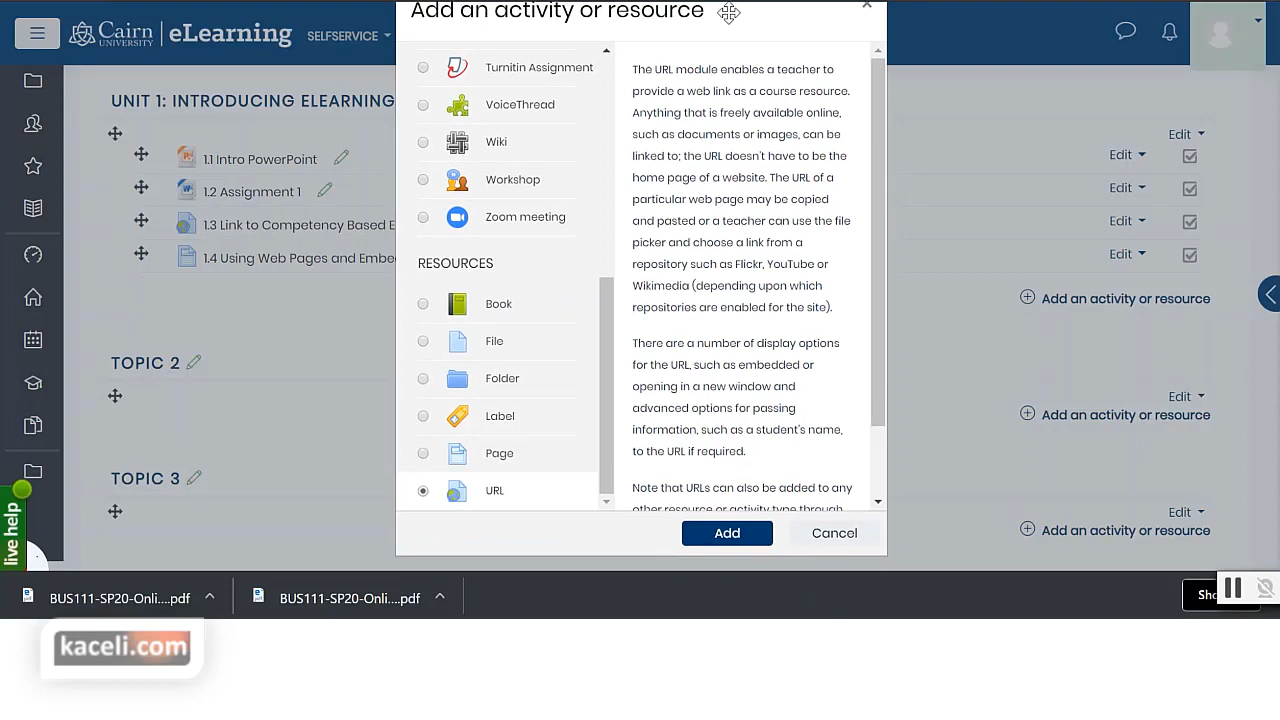 Add an activity or resource
Cairn
UNIVERSITY
eLearning
SELFSERVICE
UNIT 1: INTRODUCING ELEARNING
Edit
1.1 Intro PowerPoint
Edit
1.2 Assignment 1
Edit
1.3 Link to Competency Based E
Edit
1.4 Using Web Pages and Embe
Edit
Add an activity or resource
TOPIC 2
Edit
Add an activity or resource
TOPIC 3
Edit
Add an activity or resource
Turnitin Assignment
VoiceThread
Wiki
Workshop
Zoom meeting
RESOURCES
Book
File
Folder
Label
Page
URL
The URL module enables a teacher to
provide a web link as a course resource.
Anything that is freely available online,
such as documents or images, can be
linked to; the URL doesn't have to be the
home page of a website. The URL of a
particular web page may be copied
and pasted or a teacher can use the file
picker and choose a link from a
repository such as Flickr, YouTube or
Wikimedia (depending upon which
repositories are enabled for the site).
There are a number of display options
for the URL, such as embedded or
opening in a new window and
advanced options for passing
information, such as a student's name,
to the URL if required.
Note that URLs can also be added to any
other resource or activity type through
Add
Cancel
live help
BUS111-SP20-Onli....pdf
BUS111-SP20-Onli....pdf
Sho
kaceli.com